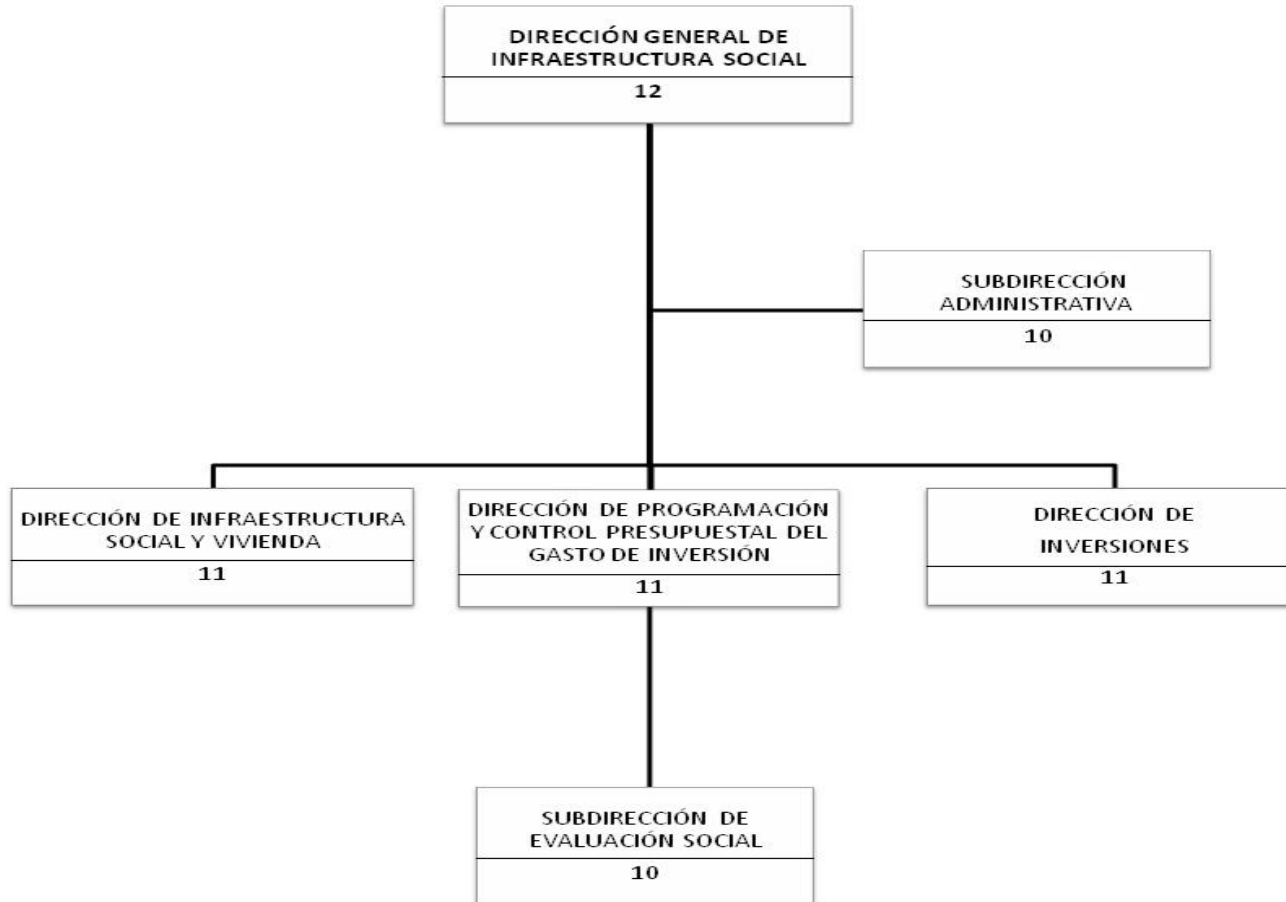 DIRECCIÓN GENERAL DE
INFRAESTRUCTURA SOCIAL
12
SUBDIRECCIÓN
ADMINISTRATIVA
10
DIRECCIÓN DE INFRAESTRUCTURA
SOCIAL Y VIVIENDA
11
DIRECCIÓN DE PROGRAMACIÓN
Y CONTROL PRESUPUESTAL DEL
GASTO DE INVERSIÓN
11
DIRECCIÓN DE
INVERSIONES
11
SUBDIRECCIÓN DE
EVALUACIÓN SOCIAL
10